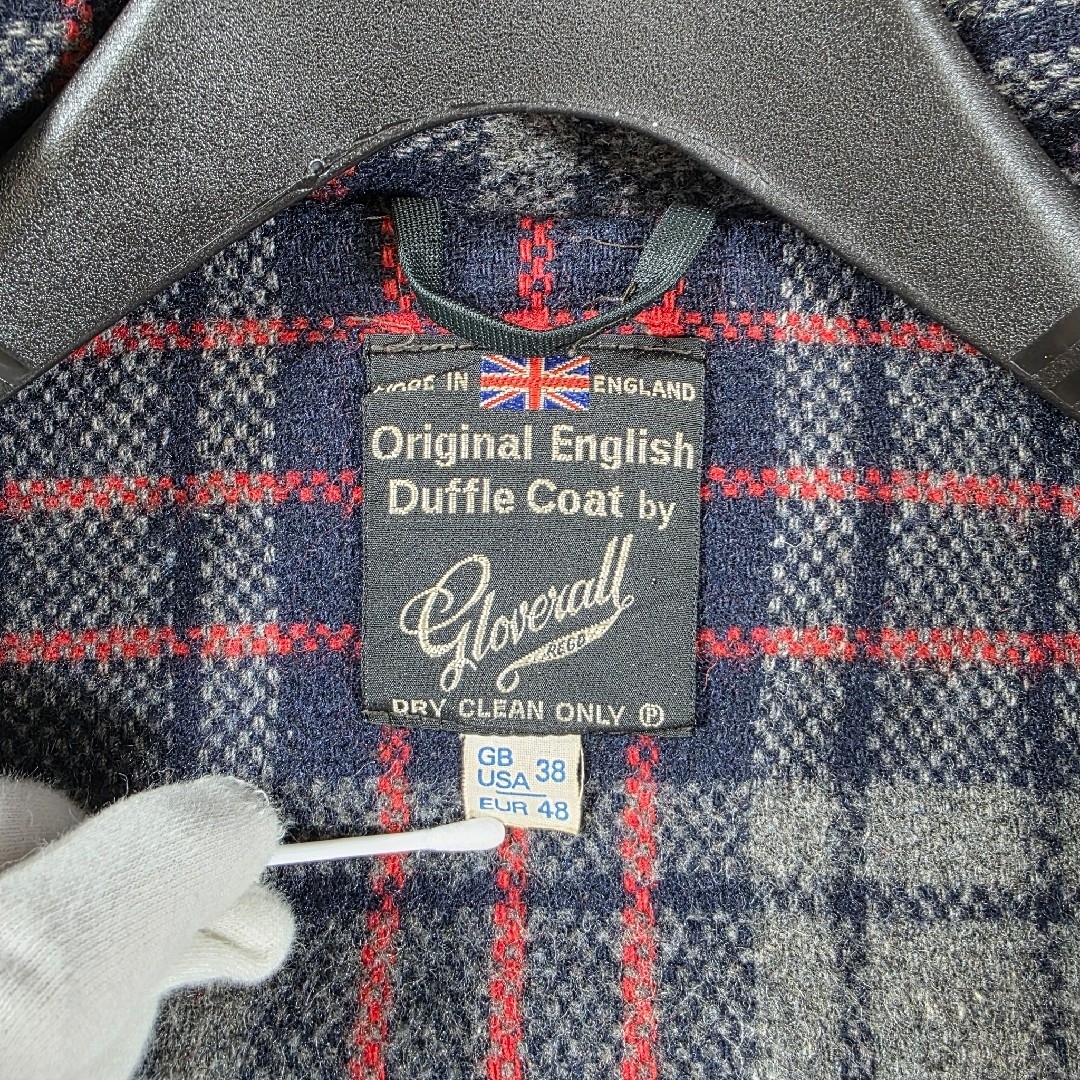 MADE IN ENGLAND
Original English
Duffle Coat by
Gloverall
REGD
DRY CLEAN ONLY Ⓟ
GB
USA 38
EUR 48